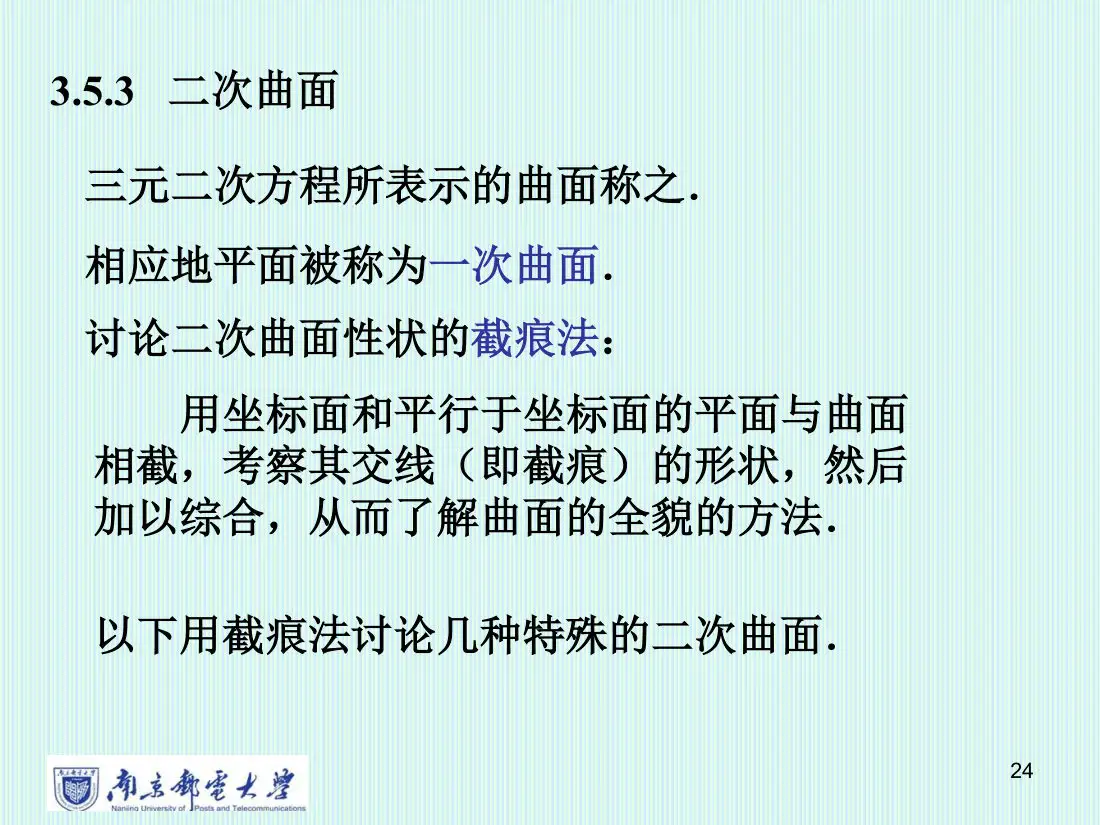 3.5.3 二次曲面
三元二次方程所表示的曲面称之.
相应地平面被称为一次曲面.
讨论二次曲面性状的截痕法：
用坐标面和平行于坐标面的平面与曲面
相截，考察其交线（即截痕）的形状，然后
加以综合，从而了解曲面的全貌的方法.
以下用截痕法讨论几种特殊的二次曲面.
南京郵電大學
Nanjing University of Posts and Telecommunications
24